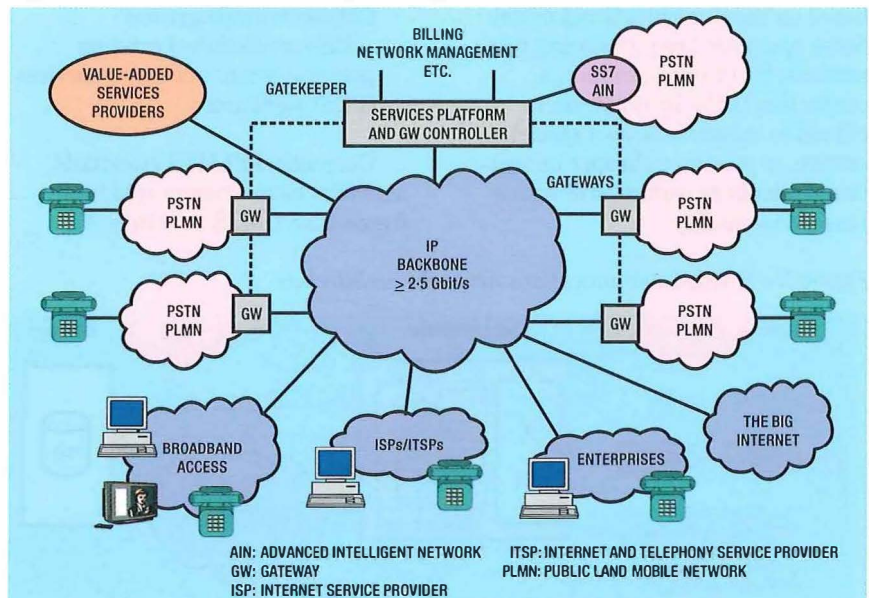 BILLING
NETWORK MANAGEMENT
ETC.
GATEKEEPER
VALUE-ADDED
SERVICES
PROVIDERS
SERVICES PLATFORM
AND GW CONTROLLER
SS7
AIN
PSTN
PLMN
GATEWAYS
PSTN
PLMN
GW
GW
PSTN
PLMN
IP
BACKBONE
≥ 2·5 Gbit/s
PSTN
PLMN
GW
GW
PSTN
PLMN
BROADBAND
ACCESS
ISPs/ITSPs
ENTERPRISES
THE BIG
INTERNET
AIN: ADVANCED INTELLIGENT NETWORK
GW: GATEWAY
ISP: INTERNET SERVICE PROVIDER
ITSP: INTERNET AND TELEPHONY SERVICE PROVIDER
PLMN: PUBLIC LAND MOBILE NETWORK